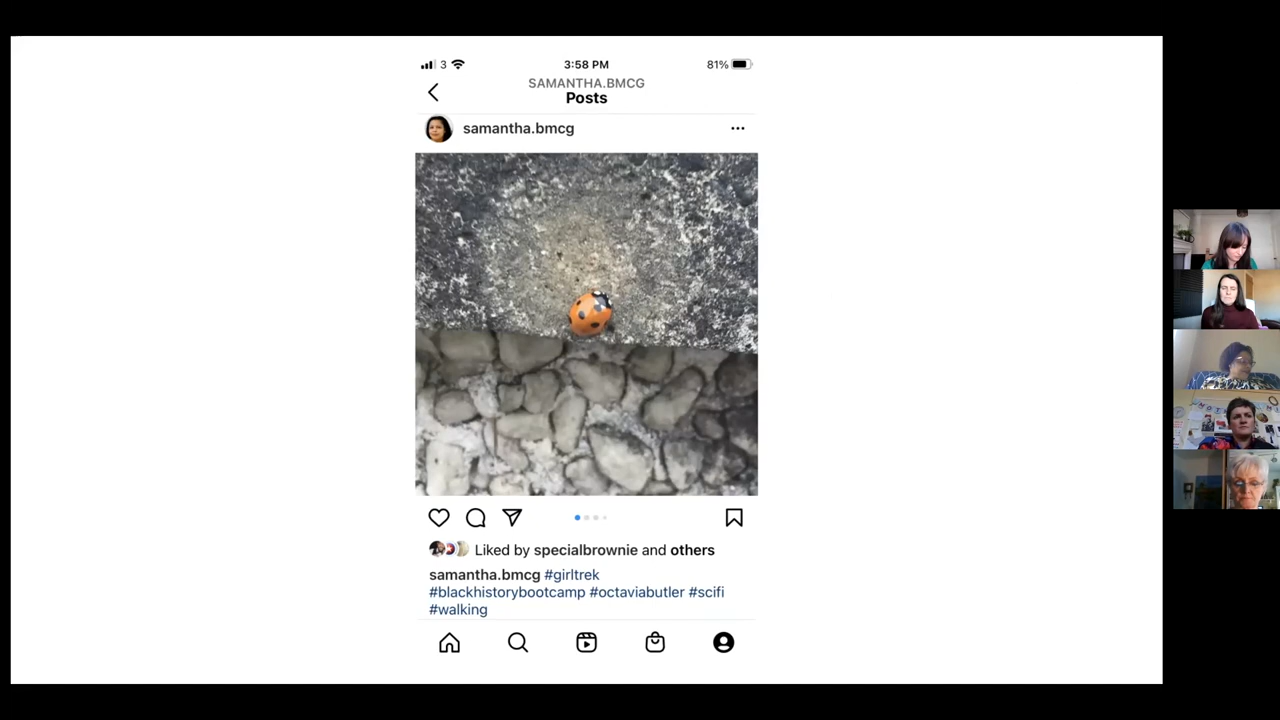 3 3:58 PM 81%
SAMANTHA.BMCG
Posts
samantha.bmcg
Liked by specialbrownie and others
samantha.bmcg #girltrek
#blackhistorybootcamp #octaviabutler #scifi
#walking